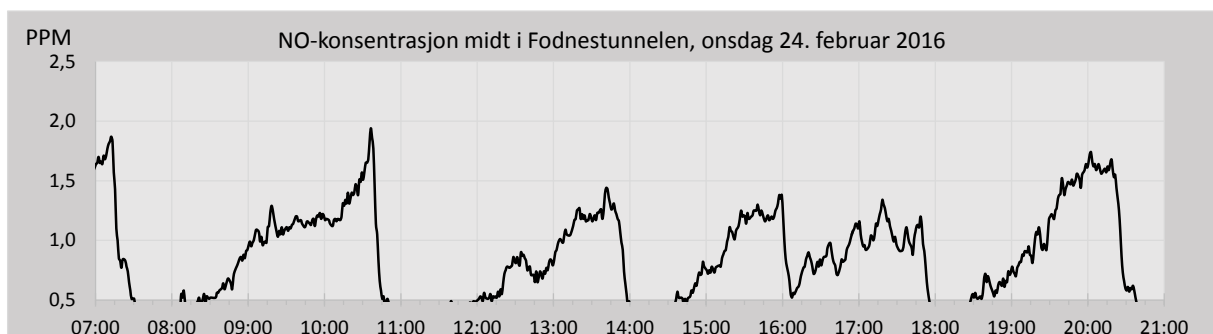 PPM
NO-konsentrasjon midt i Fodnestunnelen, onsdag 24. februar 2016
2,5
2,0
1,5
1,0
0,5
07:00 08:00 09:00 10:00 11:00 12:00 13:00 14:00 15:00 16:00 17:00 18:00 19:00 20:00 21:00